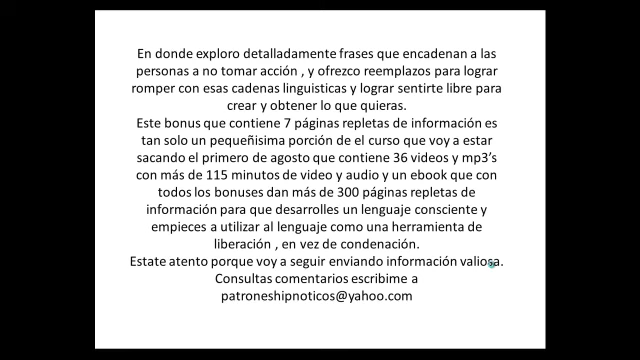 En donde exploro detalladamente frases que encadenan a las
personas a no tomar acción , y ofrezco reemplazos para lograr
romper con esas cadenas linguisticas y lograr sentirte libre para
crear y obtener lo que quieras.
Este bonus que contiene 7 páginas repletas de información es
tan solo un pequeñisima porción de el curso que voy a estar
sacando el primero de agosto que contiene 36 videos y mp3's
con más de 115 minutos de video y audio y un ebook que con
todos los bonuses dan más de 300 páginas repletas de
información para que desarrolles un lenguaje consciente y
empieces a utilizar al lenguaje como una herramienta de
liberación , en vez de condenación.
Estate atento porque voy a seguir enviando información valiosa.
Consultas comentarios escribime a
patroneshipnoticos@yahoo.com